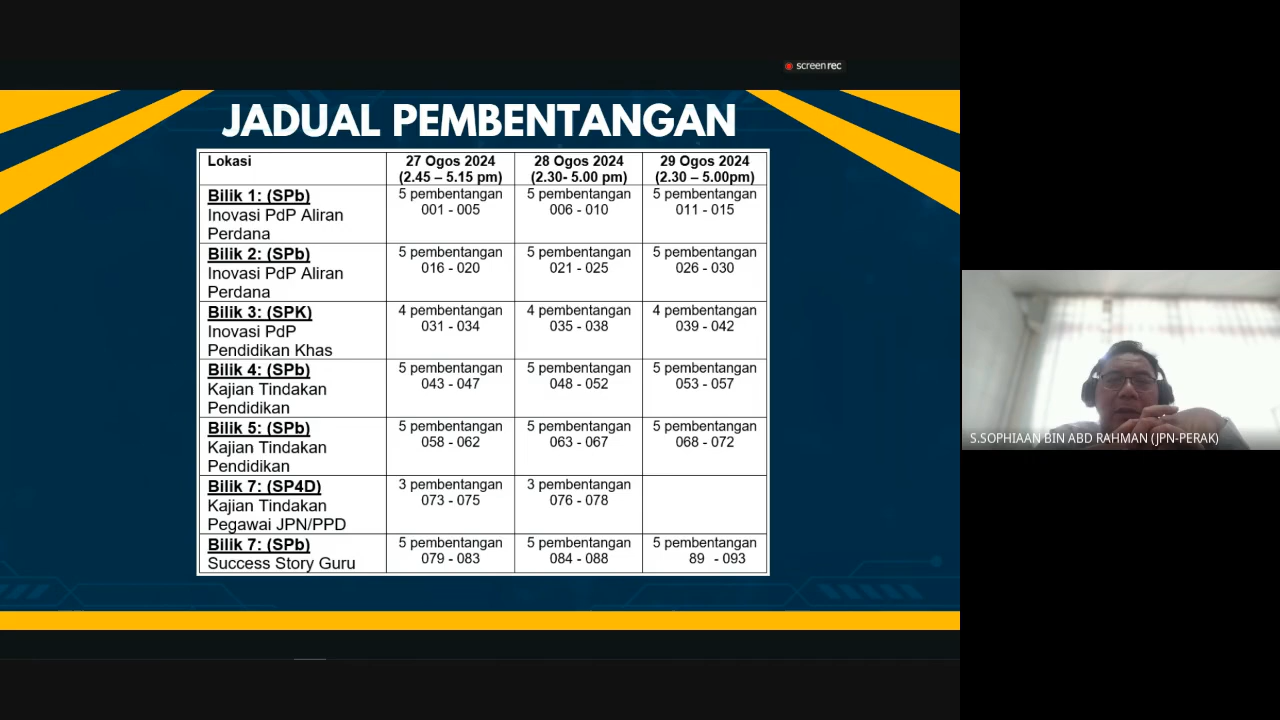 screenrec
JADUAL PEMBENTANGAN
Lokasi
27 Ogos 2024
(2.45 – 5.15 pm)
28 Ogos 2024
(2.30- 5.00 pm)
29 Ogos 2024
(2.30 – 5.00pm)
Bilik 1: (SPb)
Inovasi PdP Aliran
Perdana
5 pembentangan
001 - 005
5 pembentangan
006 - 010
5 pembentangan
011 - 015
Bilik 2: (SPb)
Inovasi PdP Aliran
Perdana
5 pembentangan
016 - 020
5 pembentangan
021 - 025
5 pembentangan
026 - 030
Bilik 3: (SPK)
Inovasi PdP
Pendidikan Khas
4 pembentangan
031 - 034
4 pembentangan
035 - 038
4 pembentangan
039 - 042
Bilik 4: (SPb)
Kajian Tindakan
Pendidikan
5 pembentangan
043 - 047
5 pembentangan
048 - 052
5 pembentangan
053 - 057
Bilik 5: (SPb)
Kajian Tindakan
Pendidikan
5 pembentangan
058 - 062
5 pembentangan
063 - 067
5 pembentangan
068 - 072
Bilik 7: (SP4D)
Kajian Tindakan
Pegawai JPN/PPD
3 pembentangan
073 - 075
3 pembentangan
076 - 078
Bilik 7: (SPb)
Success Story Guru
5 pembentangan
079 - 083
5 pembentangan
084 - 088
5 pembentangan
89 - 093
S.SOPHIAAN BIN ABD RAHMAN (JPN-PERAK)